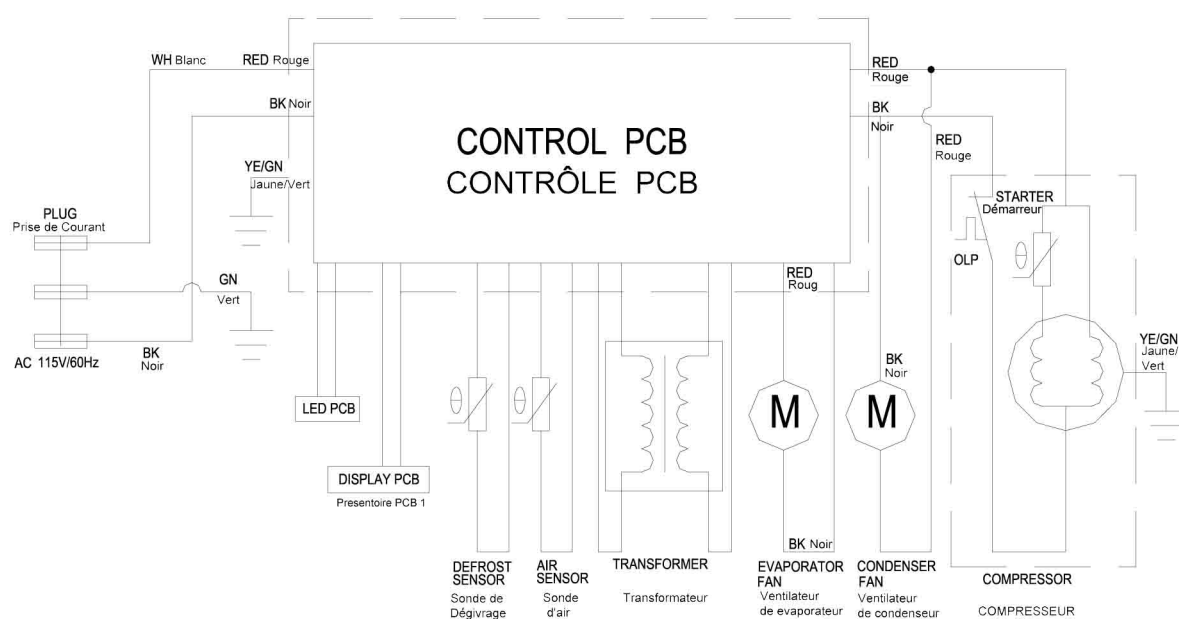 WH Blanc
RED Rouge
BK Noir
YE/GN
Jaune/Vert
CONTROL PCB
CONTRÔLE PCB
RED
Rouge
BK
Noir
RED
Rouge
PLUG
Prise de Courant
GN
Vert
AC 115V/60Hz
BK
Noir
STARTER
Démarreur
OLP
RED
Roug
BK
Noir
YE/GN
Jaune/
Vert
LED PCB
M
M
DISPLAY PCB
Presentoire PCB 1
BK Noir
DEFROST
SENSOR
Sonde de
Dégivrage
AIR
SENSOR
Sonde
d'air
TRANSFORMER
Transformateur
EVAPORATOR
FAN
Ventilateur
de evaporateur
CONDENSER
FAN
Ventilateur
de condenseur
COMPRESSOR
COMPRESSEUR